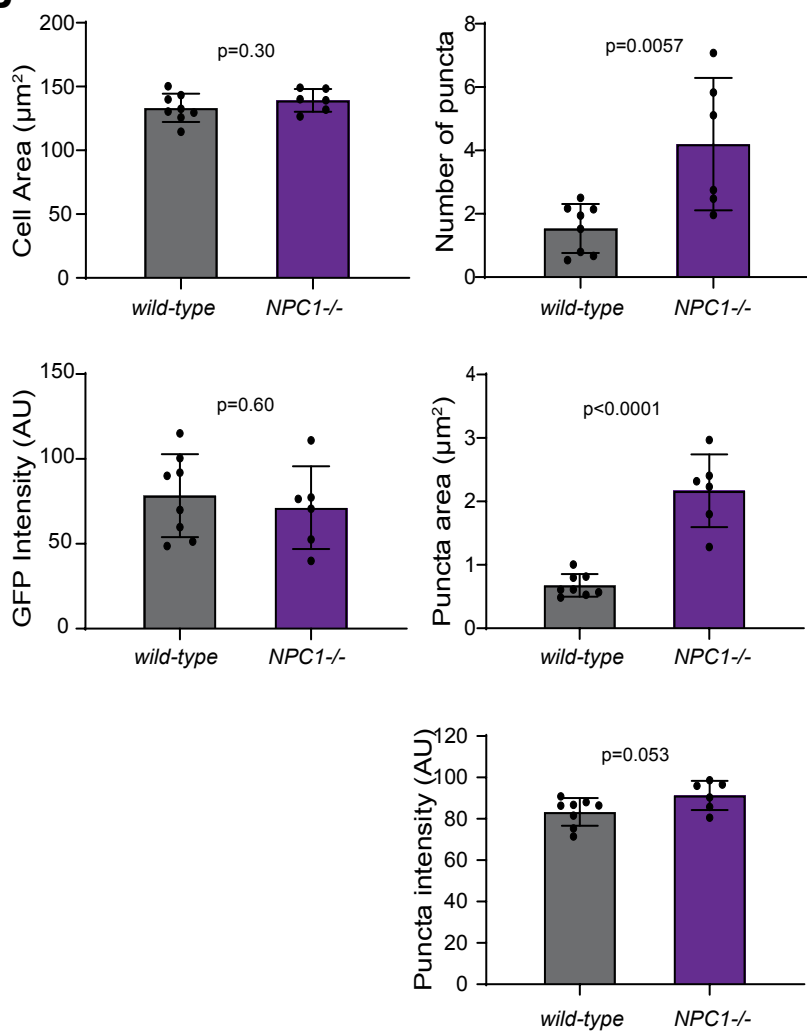 Cell Area (µm²)
200
150
100
50
0
p=0.30
wild-type
NPC1-/-
Number of puncta
8
6
4
2
0
p=0.0057
wild-type
NPC1-/-
GFP Intensity (AU)
150
100
50
0
p=0.60
wild-type
NPC1-/-
Puncta area (µm²)
4
3
2
1
0
p<0.0001
wild-type
NPC1-/-
Puncta intensity (AU)
120
100
80
60
40
20
0
p=0.053
wild-type
NPC1-/-